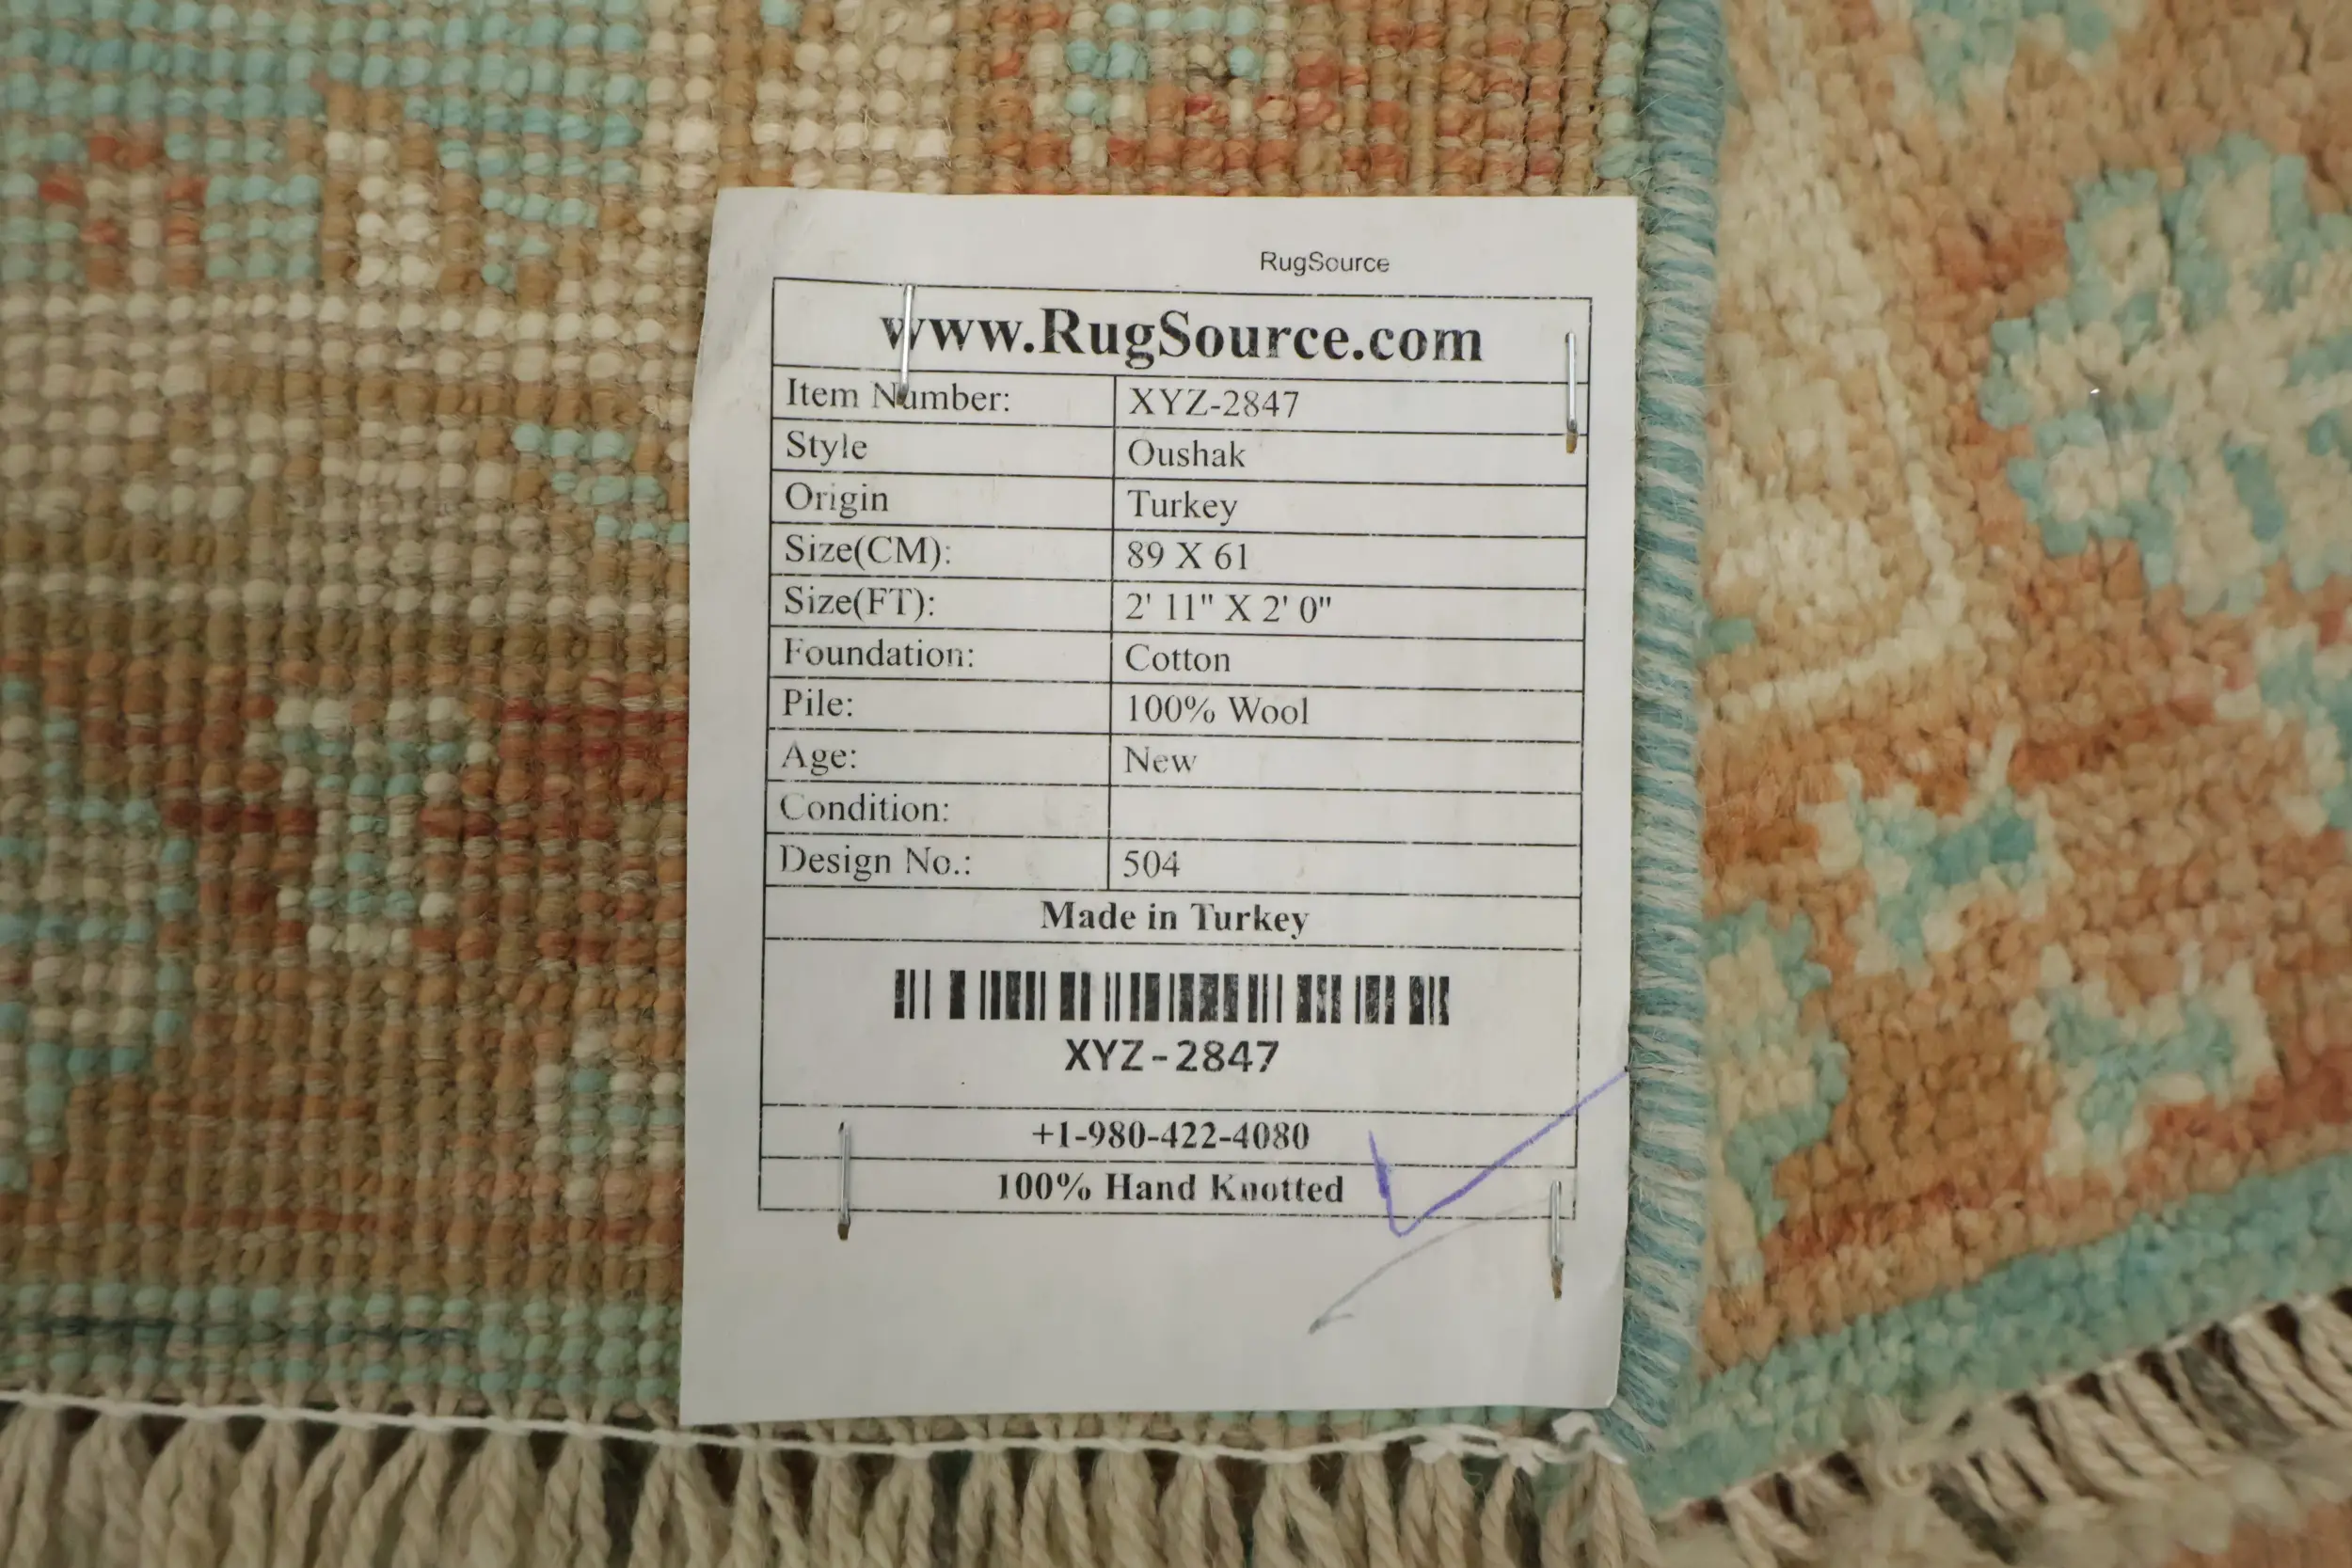 RugSource
www.RugSource.com
Item Number: XYZ-2847
Style Oushak
Origin Turkey
Size(CM): 89 X 61
Size(FT): 2' 11" X 2' 0"
Foundation: Cotton
Pile: 100% Wool
Age: New
Condition:
Design No.: 504
Made in Turkey
XYZ-2847
+1-980-422-4080
100% Hand Knotted